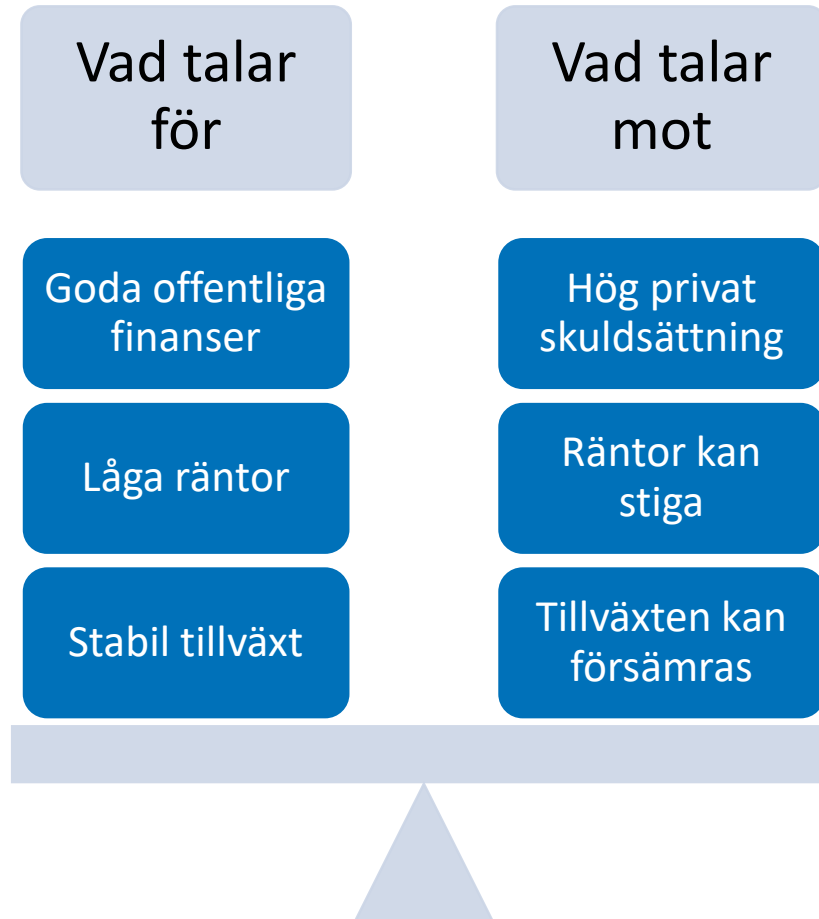 Vad talar
för
Vad talar
mot
Goda offentliga
finanser
Låga räntor
Stabil tillväxt
Hög privat
skuldsättning
Räntor kan
stiga
Tillväxten kan
försämras